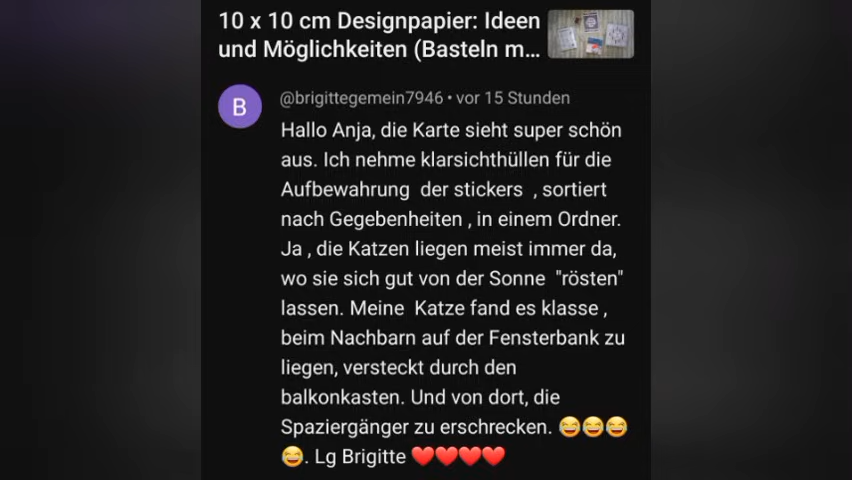 10 x 10 cm Designpapier: Ideen
und Möglichkeiten (Basteln m...
B
@brigittegemein7946 • vor 15 Stunden
Hallo Anja, die Karte sieht super schön
aus. Ich nehme klarsichthüllen für die
Aufbewahrung der stickers , sortiert
nach Gegebenheiten , in einem Ordner.
Ja , die Katzen liegen meist immer da,
wo sie sich gut von der Sonne "rösten"
lassen. Meine Katze fand es klasse ,
beim Nachbarn auf der Fensterbank zu
liegen, versteckt durch den
balkonkasten. Und von dort, die
Spaziergänger zu erschrecken. 😂😂😂
😂. Lg Brigitte ❤️❤️❤️❤️